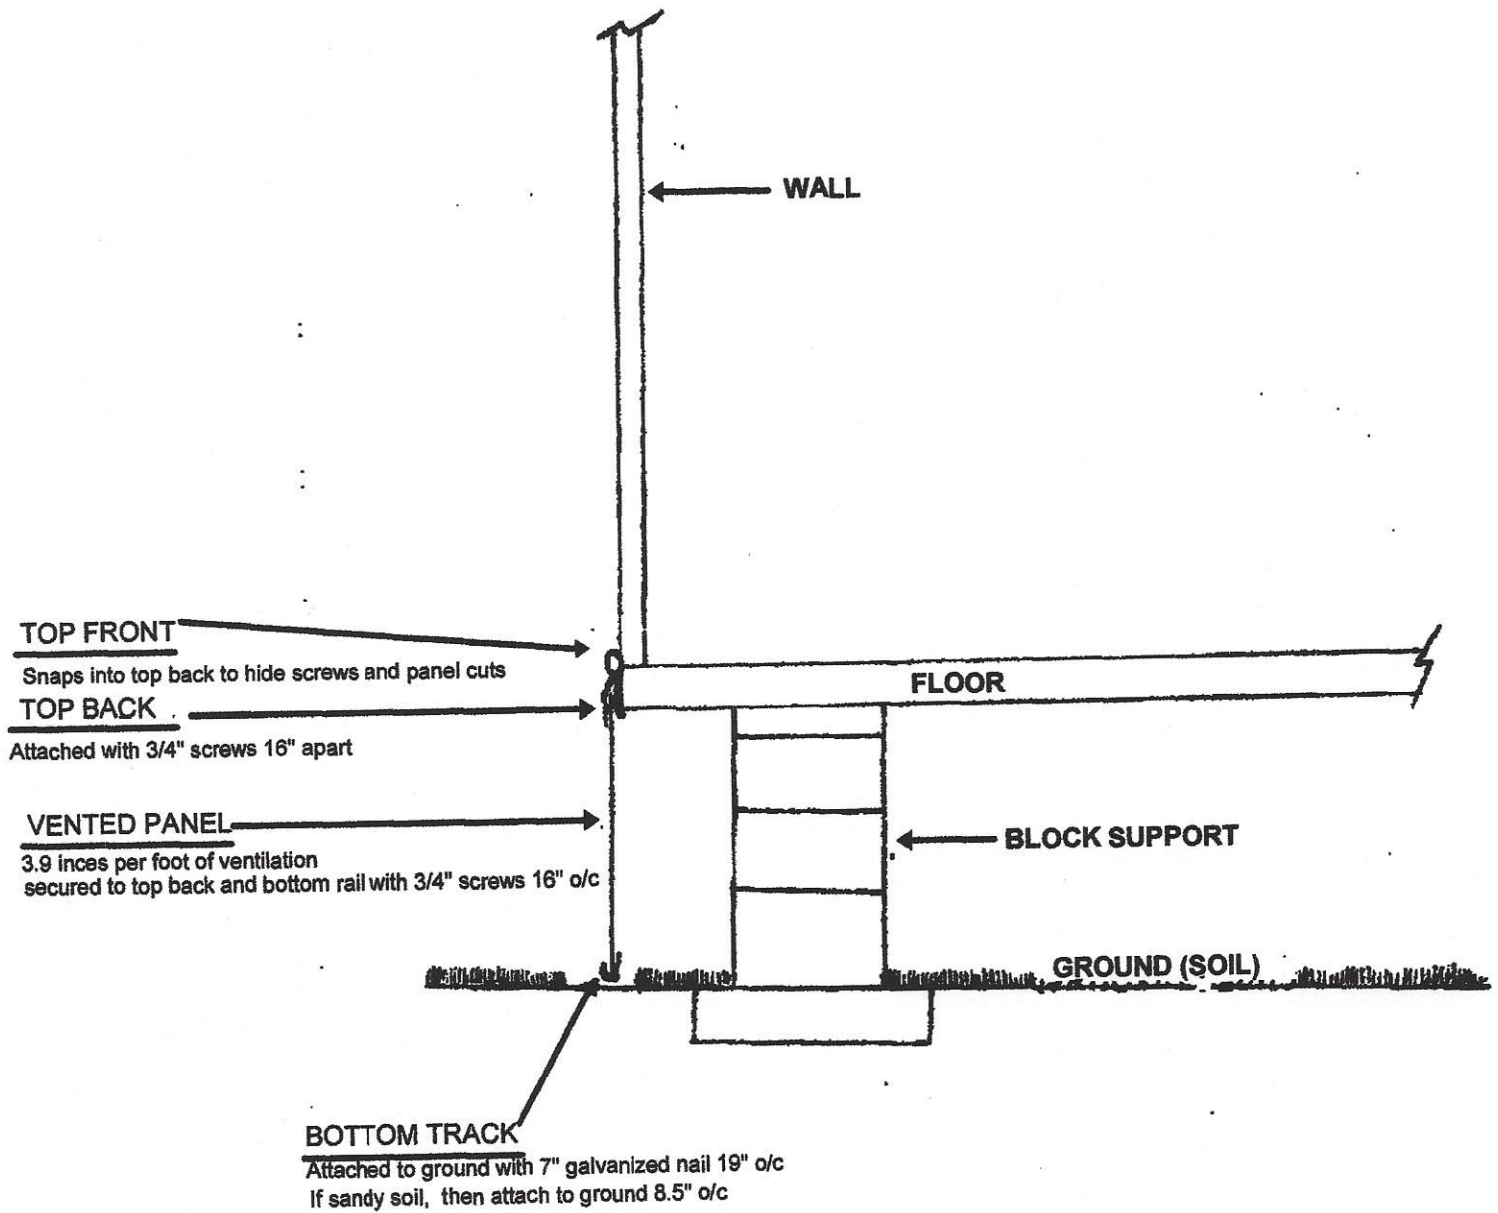 WALL
TOP FRONT
Snaps into top back to hide screws and panel cuts
TOP BACK
Attached with 3/4" screws 16" apart
FLOOR
VENTED PANEL
3.9 inces per foot of ventilation
secured to top back and bottom rail with 3/4" screws 16" o/c
BLOCK SUPPORT
GROUND (SOIL)
BOTTOM TRACK
Attached to ground with 7" galvanized nail 19" o/c
If sandy soil, then attach to ground 8.5" o/c